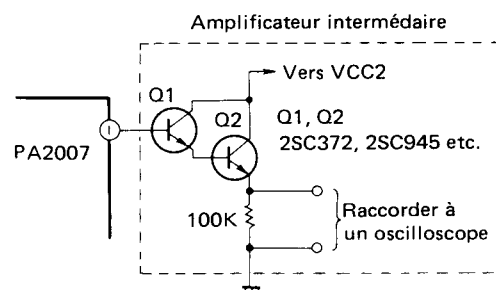 Amplificateur intermédaire
Vers VCC2
Q1
Q2
Q1, Q2
2SC372, 2SC945 etc.
PA2007
100K
Raccorder à
un oscilloscope